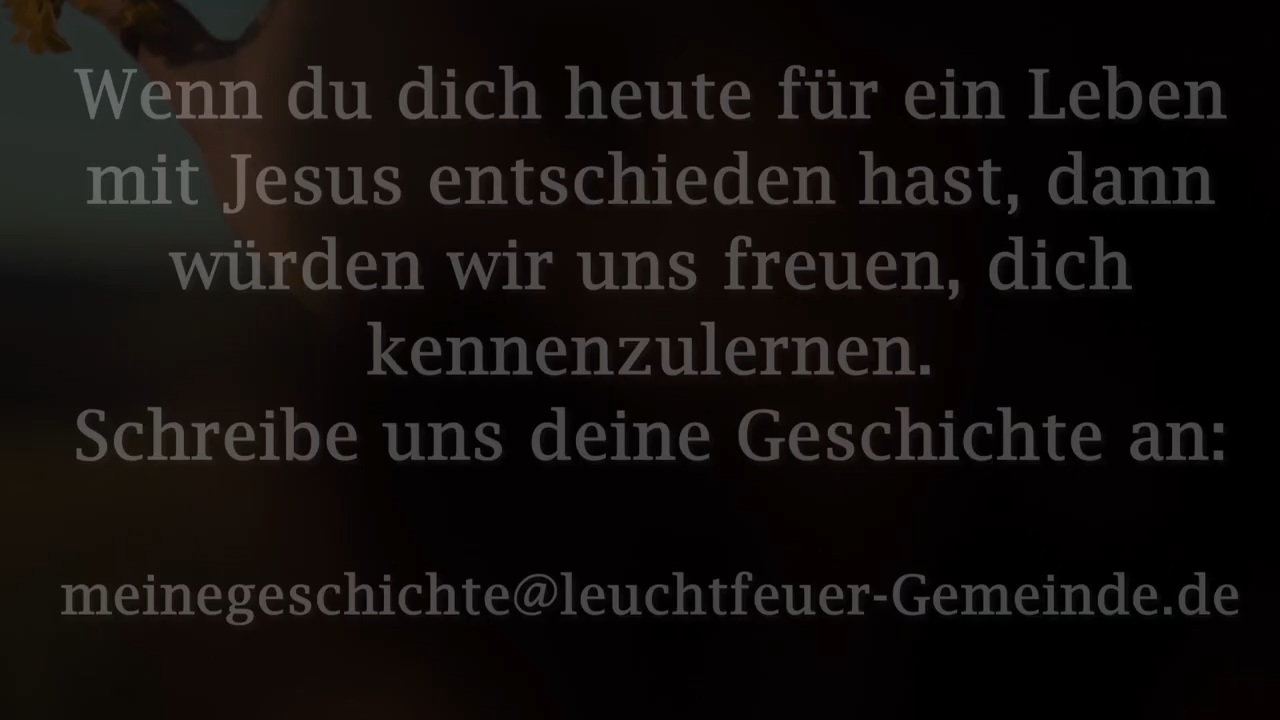 Wenn du dich heute für ein Leben
mit Jesus entschieden hast, dann
würden wir uns freuen, dich
kennenzulernen.
Schreibe uns deine Geschichte an:
meinegeschichte@leuchtfeuer-Gemeinde.de